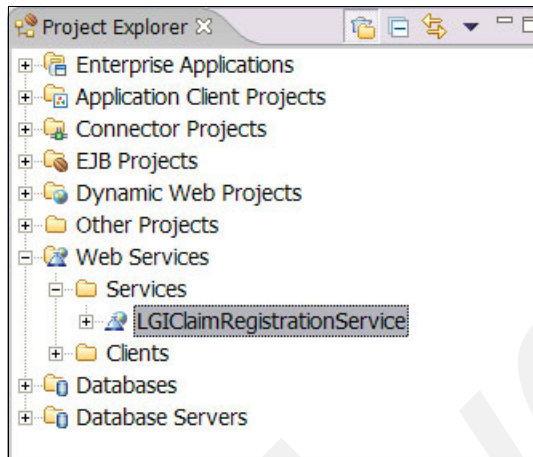 Project Explorer
Enterprise Applications
Application Client Projects
Connector Projects
EJB Projects
Dynamic Web Projects
Other Projects
Web Services
Services
LGIClaimRegistrationService
Clients
Databases
Database Servers